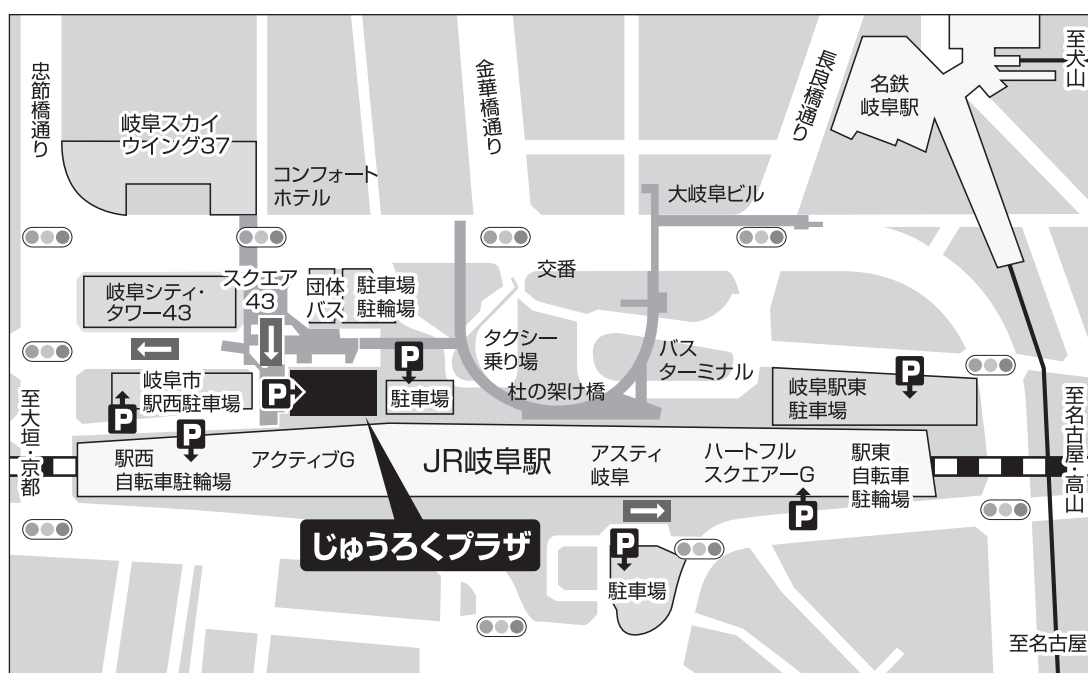 忠節橋通り
金華橋通り
長良橋通り
名鉄
岐阜駅
至犬山
岐阜スカイ
ウイング37
コンフォート
ホテル
大岐阜ビル
交番
スクエア
43
団体
バス
駐車場
駐輪場
岐阜シティ・
タワー43
タクシー
乗り場
バス
ターミナル
杜の架け橋
P
岐阜市
駅西駐車場
P
P
駐車場
岐阜駅東
駐車場
P
至大垣・京都
P
駅西
自転車駐輪場
アクティブG
JR岐阜駅
アスティ
岐阜
ハートフル
スクエアーG
駅東
自転車
駐輪場
至名古屋・高山
P
じゅうろくプラザ
P
駐車場
至名古屋